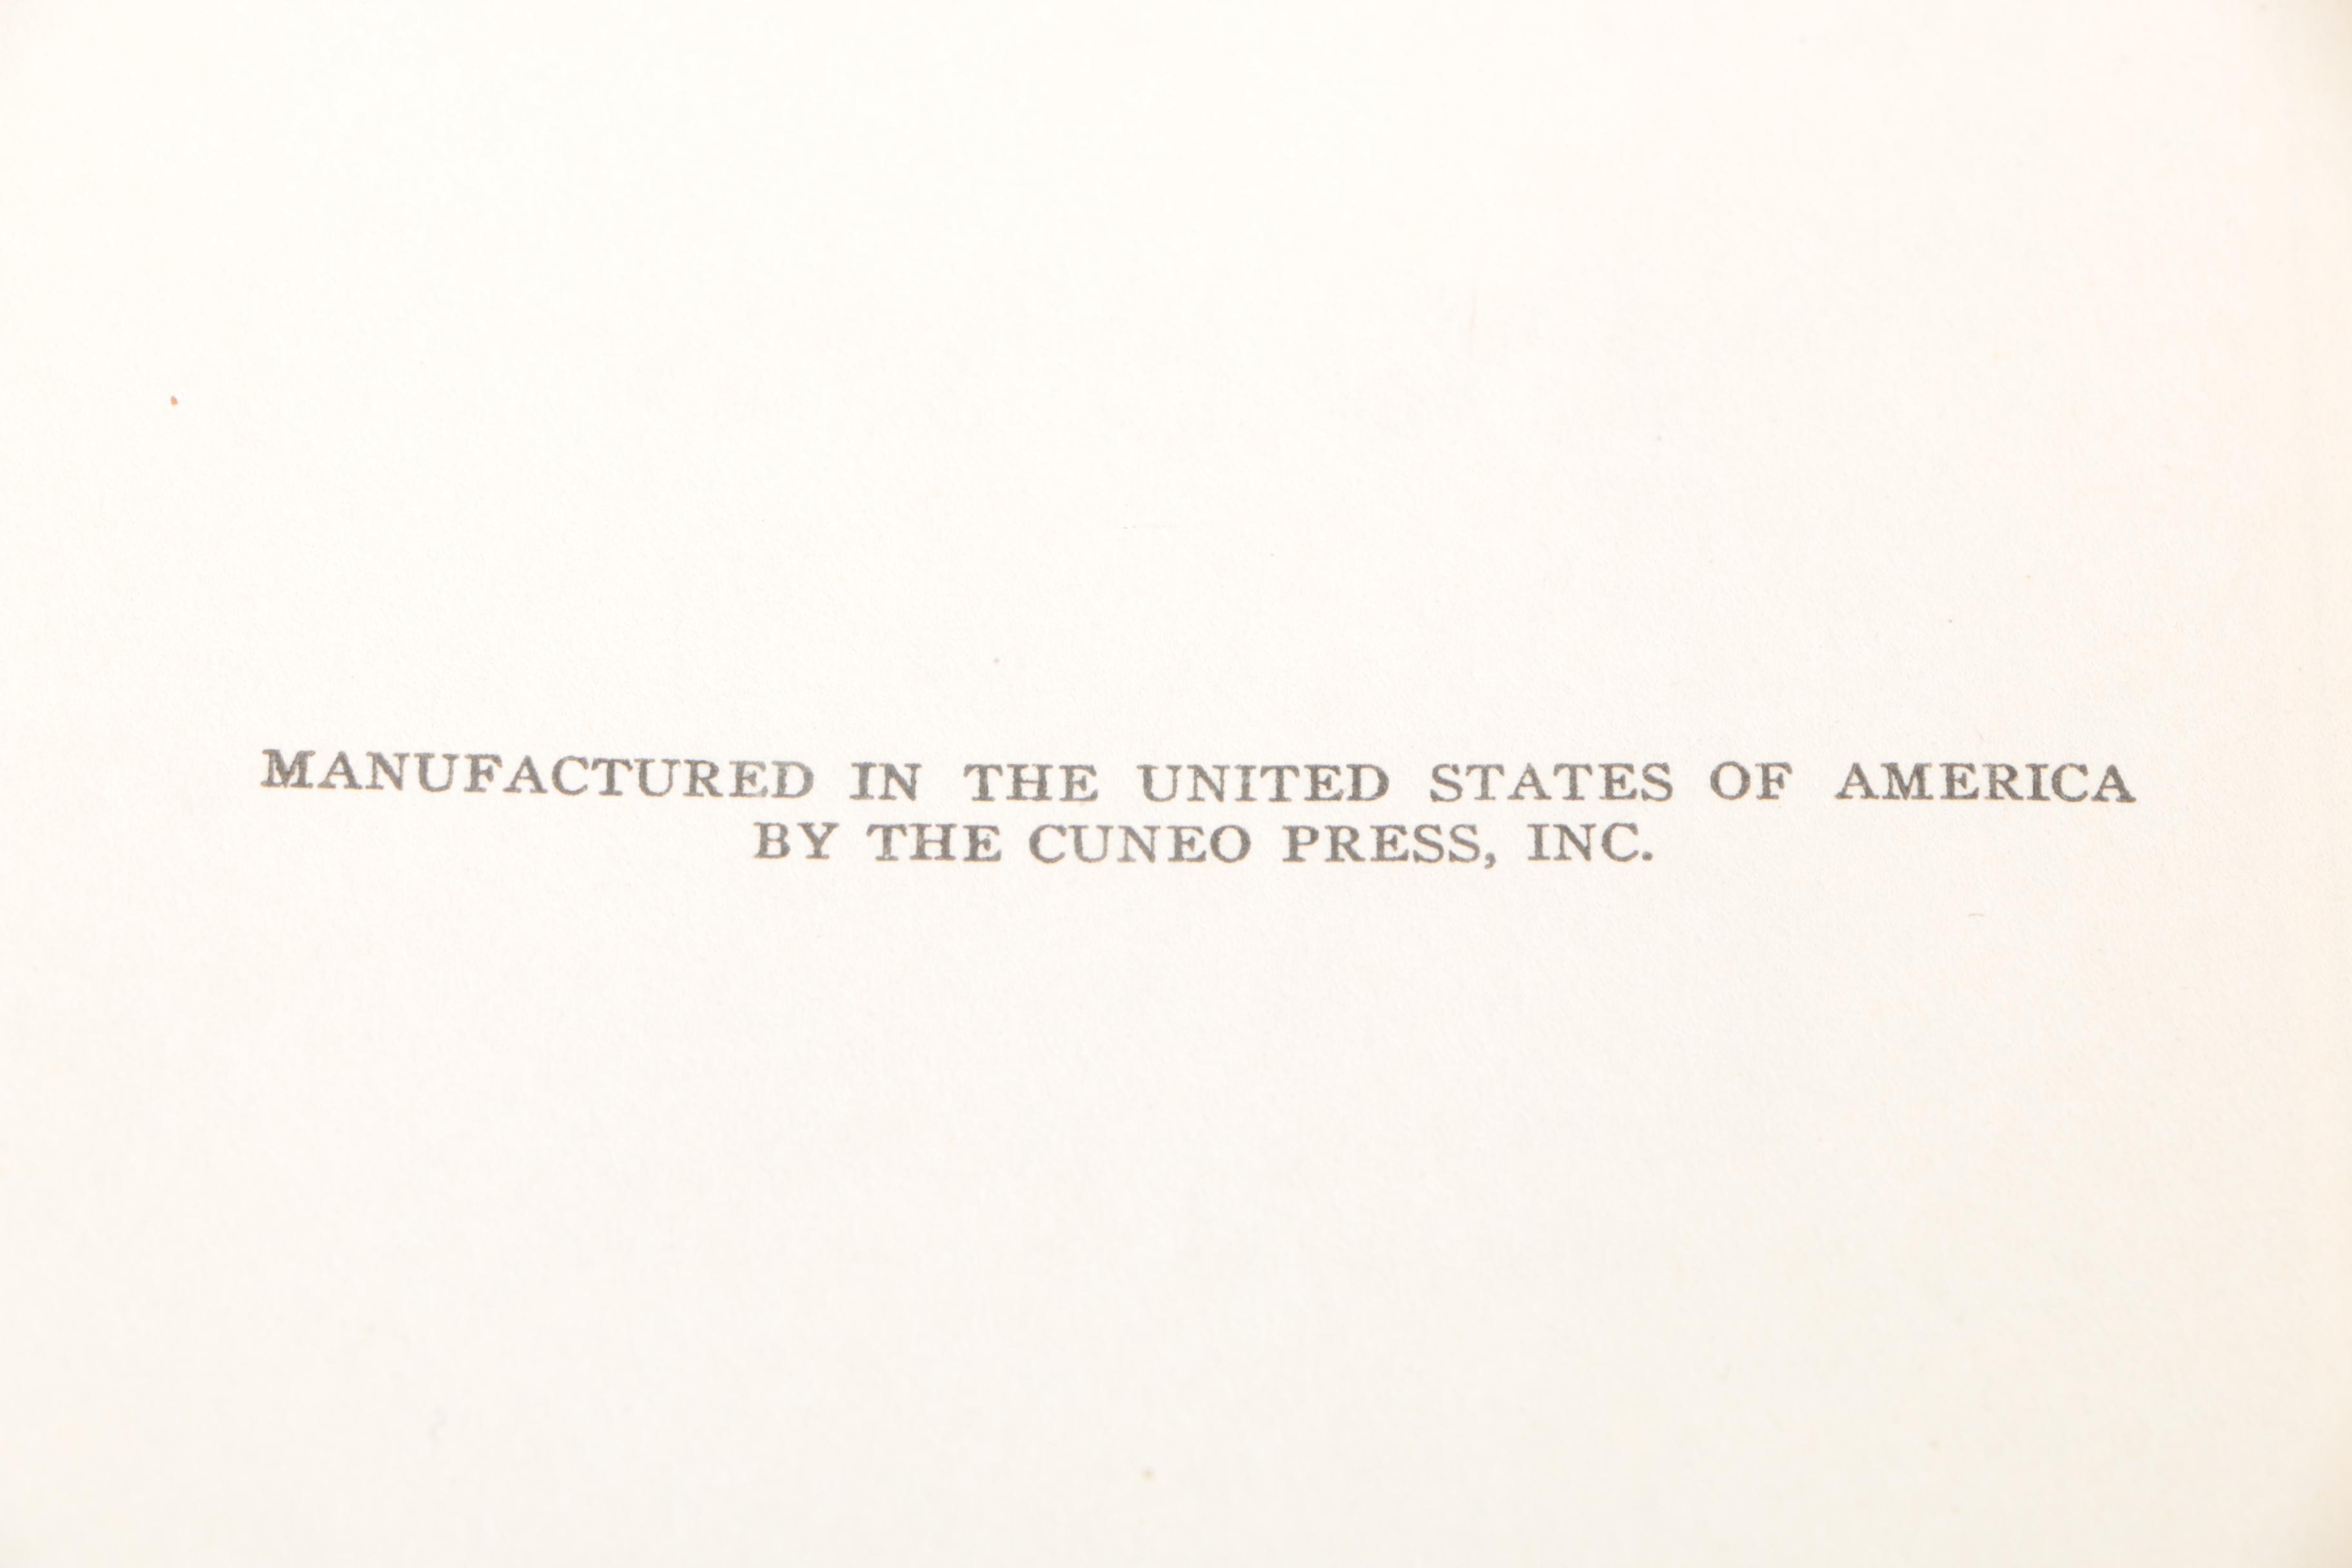 MANUFACTURED IN THE UNITED STATES OF AMERICA
BY THE CUNEO PRESS, INC.